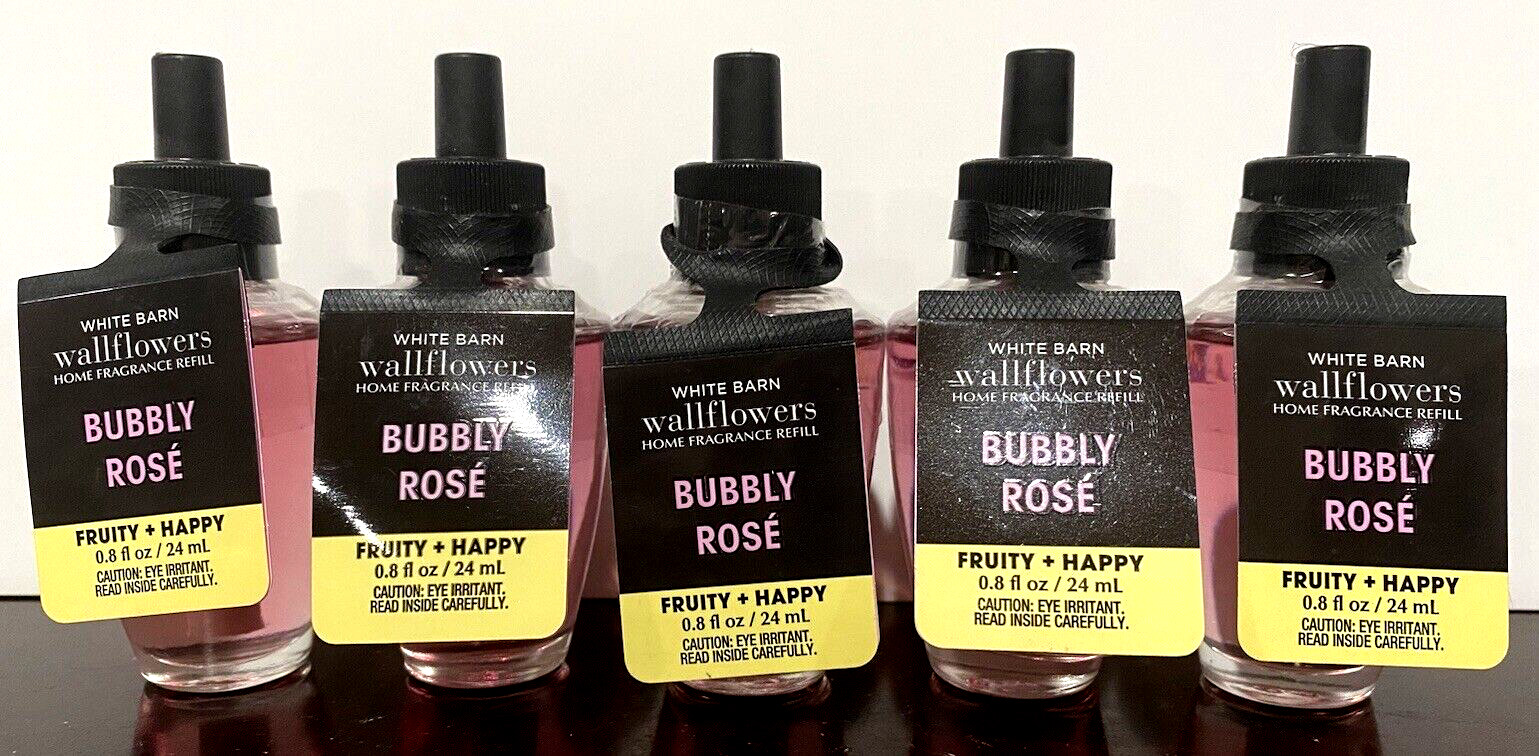 WHITE BARN
wallflowers
HOME FRAGRANCE REFILL
BUBBLY
ROSÉ
FRUITY + HAPPY
0.8 fl oz / 24 mL
CAUTION: EYE IRRITANT.
READ INSIDE CAREFULLY.
WHITE BARN
wallflowers
HOME FRAGRANCE REFILL
BUBBLY
ROSÉ
FRUITY + HAPPY
0.8 fl oz / 24 mL
CAUTION: EYE IRRITANT.
READ INSIDE CAREFULLY.
WHITE BARN
wallflowers
HOME FRAGRANCE REFILL
BUBBLY
ROSÉ
FRUITY + HAPPY
0.8 fl oz / 24 mL
CAUTION: EYE IRRITANT.
READ INSIDE CAREFULLY.
WHITE BARN
wallflowers
HOME FRAGRANCE REFILL
BUBBLY
ROSÉ
FRUITY + HAPPY
0.8 fl oz / 24 mL
CAUTION: EYE IRRITANT.
READ INSIDE CAREFULLY.
WHITE BARN
wallflowers
HOME FRAGRANCE REFILL
BUBBLY
ROSÉ
FRUITY + HAPPY
0.8 fl oz / 24 mL
CAUTION: EYE IRRITANT.
READ INSIDE CAREFULLY.